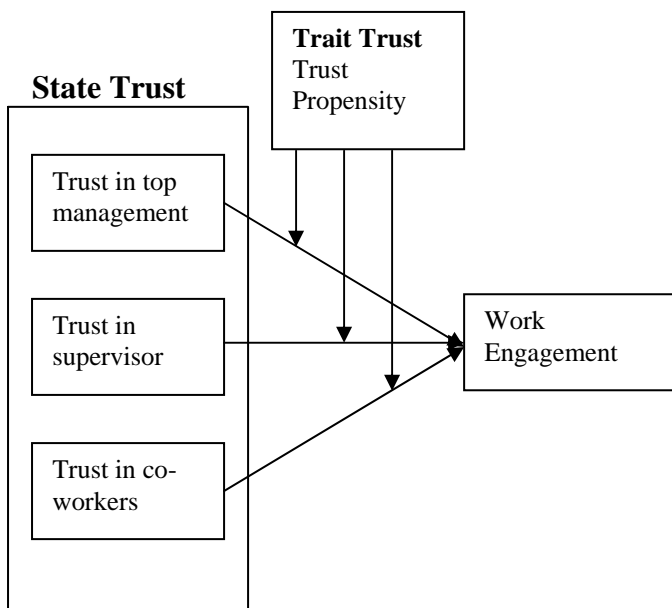 Trait Trust
Trust
Propensity
State Trust
Trust in top
management
Trust in
supervisor
Work
Engagement
Trust in co-
workers